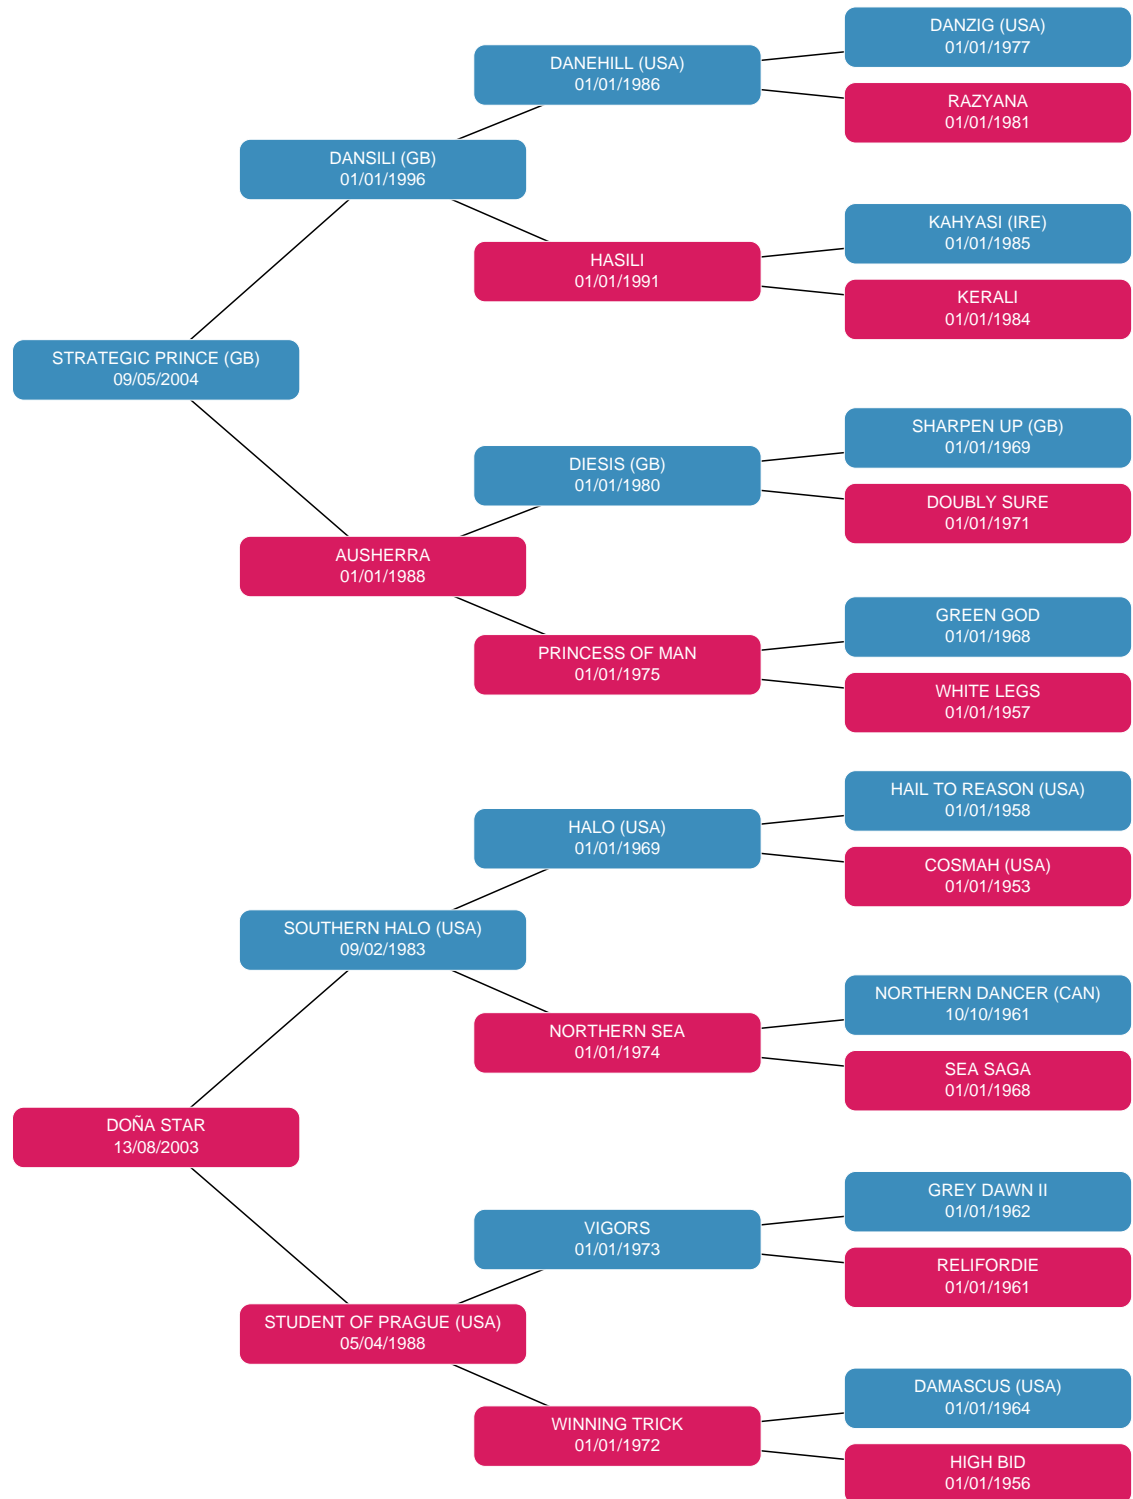 DANZIG (USA)
01/01/1977
DANEHILL (USA)
01/01/1986
RAZYANA
01/01/1981
DANSILI (GB)
01/01/1996
KAHYASI (IRE)
01/01/1985
HASILI
01/01/1991
KERALI
01/01/1984
STRATEGIC PRINCE (GB)
09/05/2004
SHARPEN UP (GB)
01/01/1969
DIESIS (GB)
01/01/1980
DOUBLY SURE
01/01/1971
AUSHERRA
01/01/1988
GREEN GOD
01/01/1968
PRINCESS OF MAN
01/01/1975
WHITE LEGS
01/01/1957
HAIL TO REASON (USA)
01/01/1958
HALO (USA)
01/01/1969
COSMAH (USA)
01/01/1953
SOUTHERN HALO (USA)
09/02/1983
NORTHERN DANCER (CAN)
10/10/1961
NORTHERN SEA
01/01/1974
SEA SAGA
01/01/1968
DOÑA STAR
13/08/2003
GREY DAWN II
01/01/1962
VIGORS
01/01/1973
RELIFORDIE
01/01/1961
STUDENT OF PRAGUE (USA)
05/04/1988
DAMASCUS (USA)
01/01/1964
WINNING TRICK
01/01/1972
HIGH BID
01/01/1956